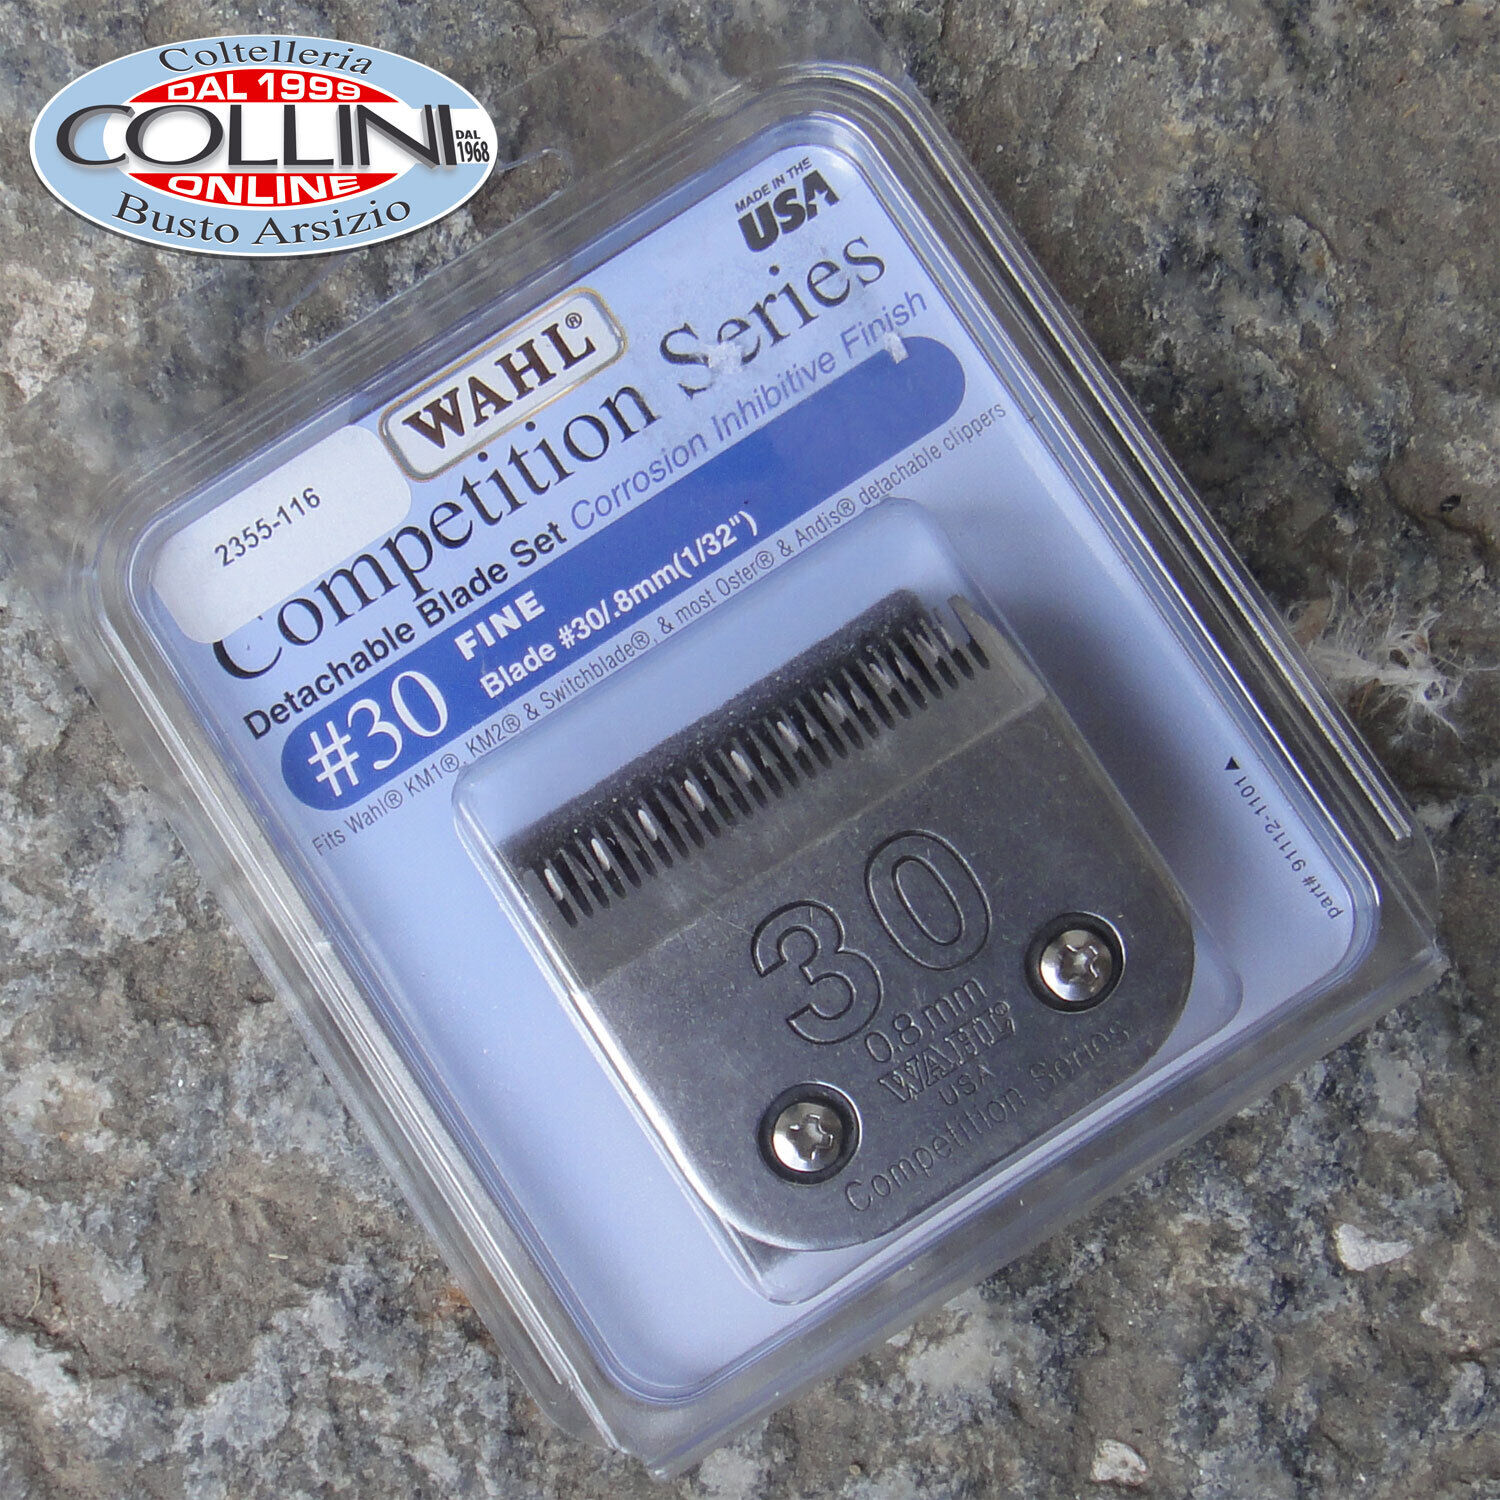 Coltelleria
DAL 1999
COLLINI
DAL
1968
ONLINE
Busto Arsizio
MADE IN THE
USA
WAHL®
2355-116
Competition Series
Detachable Blade Set Corrosion Inhibitive Finish
#30
FINE
Blade #30/.8mm(1/32")
Fits Wahl® KM1®, KM2® & Switchblade®, & most Oster® & Andis® detachable clippers
part# 91112-1101
30
0.8mm
WAHL®
USA
Competition Series